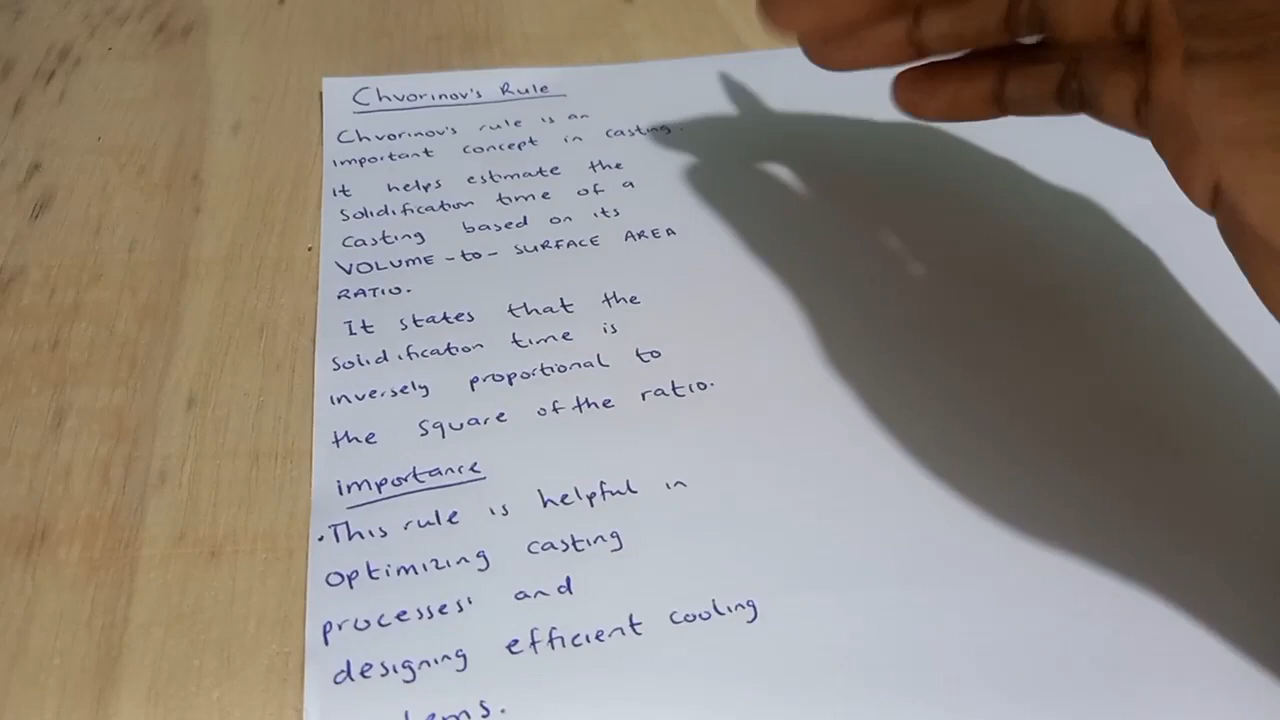 Chvorinov's Rule
Chvorinov's rule is an
important concept in casting.
it helps estimate the
solidification time of a
casting based on its
VOLUME-to-SURFACE AREA
RATIO.
It states that the
solidification time is
inversely proportional to
the square of the ratio.
importance
.This rule is helpful in
optimizing casting
processes' and
designing efficient cooling